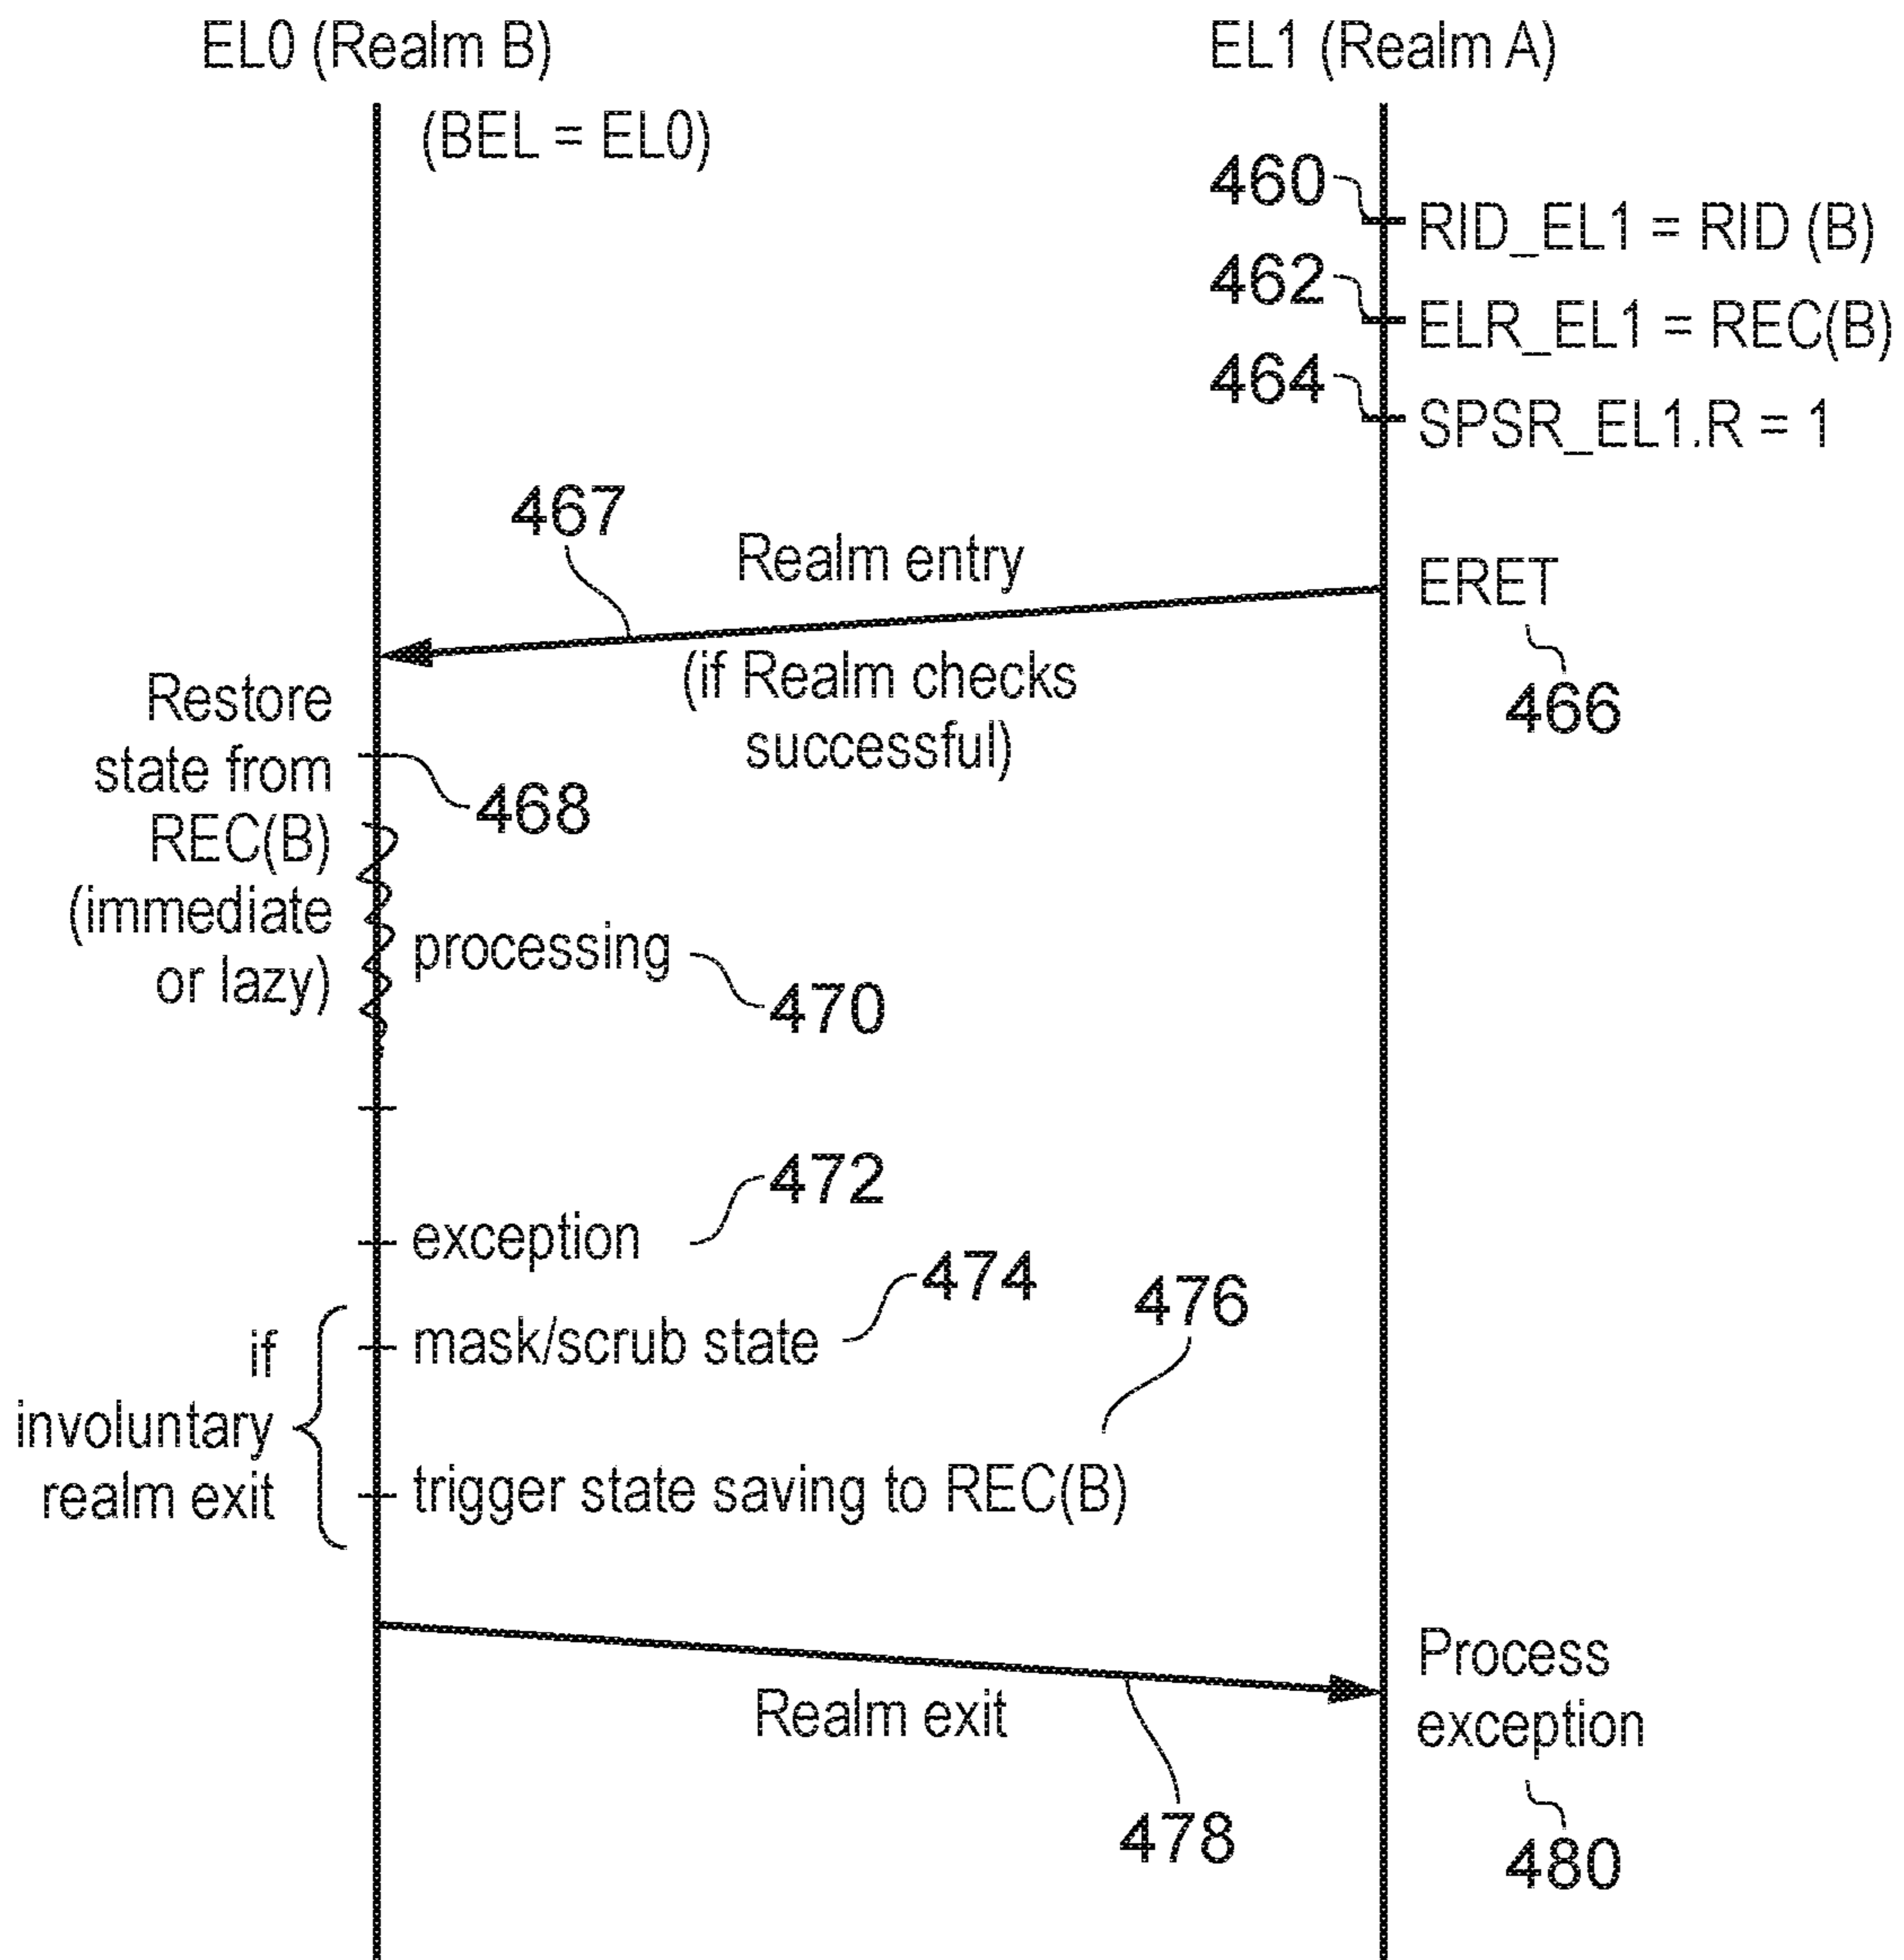 EL0 (Realm B)
EL1 (Realm A)
(BEL = EL0)
460
RID_EL1 = RID (B)
462
ELR_EL1 = REC(B)
464
SPSR_EL1.R = 1
467
Realm entry
(if Realm checks
successful)
ERET
466
Restore
state from
REC(B)
(immediate
or lazy)
468
processing
470
472
exception
474
mask/scrub state
476
if
involuntary
realm exit
trigger state saving to REC(B)
Realm exit
478
Process
exception
480